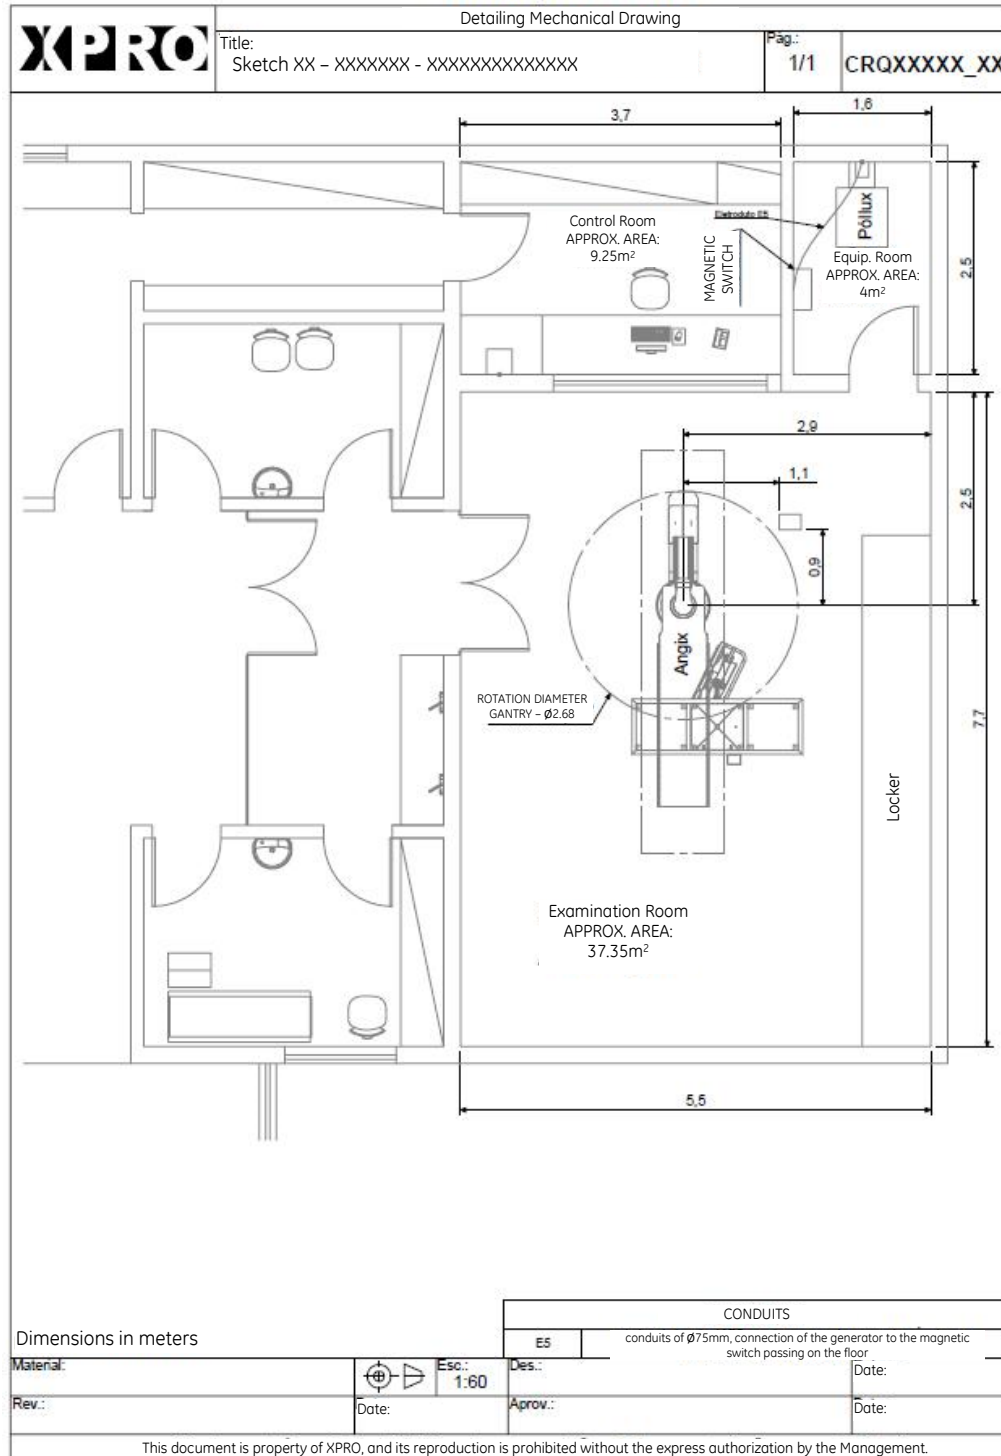 XPRO
Detailing Mechanical Drawing
Title:
Sketch XX – XXXXXXX - XXXXXXXXXXXXXX
Pág.:
1/1
CRQXXXXX_XX
3,7
1,6
Control Room
APPROX. AREA:
9.25m²
Eletroduto E5
MAGNETIC
SWITCH
Póllux
Equip. Room
APPROX. AREA:
4m²
2,5
2,9
1,1
2,5
0,9
Angix
ROTATION DIAMETER
GANTRY – Ø2.68
7,7
Locker
Examination Room
APPROX. AREA:
37.35m²
5,5
CONDUITS
Dimensions in meters
E5
conduits of Ø75mm, connection of the generator to the magnetic
switch passing on the floor
Material:
Esc.:
1:60
Des.:
Date:
Rev.:
Date:
Aprov.:
Date:
This document is property of XPRO, and its reproduction is prohibited without the express authorization by the Management.